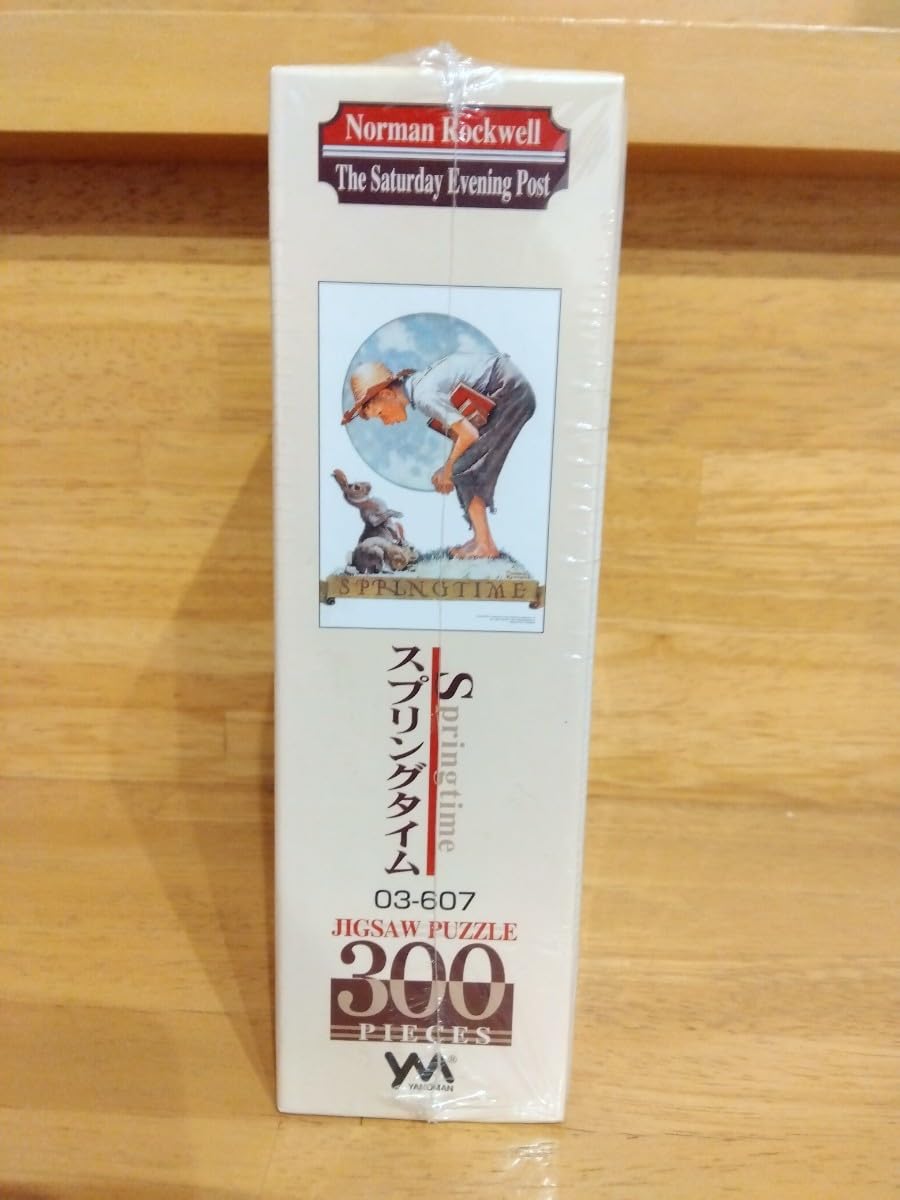 Norman Rockwell
The Saturday Evening Post
SPRINGTIME
スプリングタイム
Springtime
03-607
JIGSAW PUZZLE
300
PIECES
YM®
YANOMAN